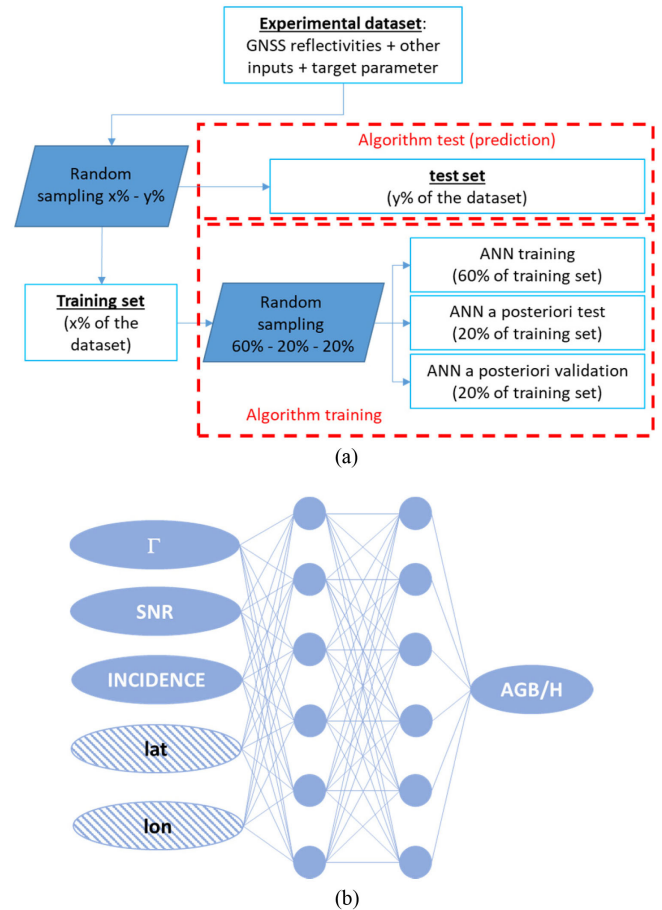 Experimental dataset:
GNSS reflectivities + other
inputs + target parameter
Algorithm test (prediction)
Random
sampling x% - y%
test set
(y% of the dataset)
Training set
(x% of the
dataset)
Random
sampling
60% - 20% - 20%
ANN training
(60% of training set)
ANN a posteriori test
(20% of training set)
ANN a posteriori validation
(20% of training set)
Algorithm training
(a)
Γ
SNR
INCIDENCE
lat
lon
AGB/H
(b)